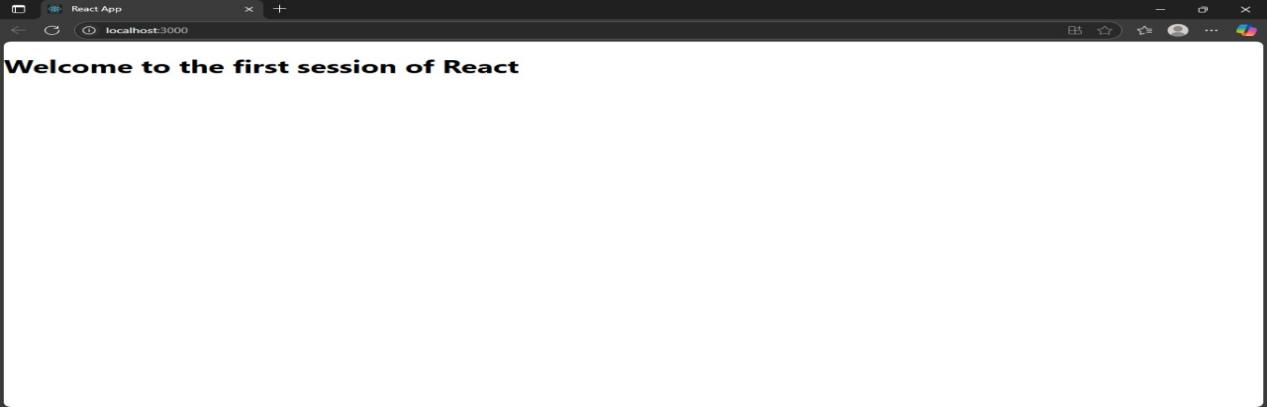 React App
localhost:3000
Welcome to the first session of React